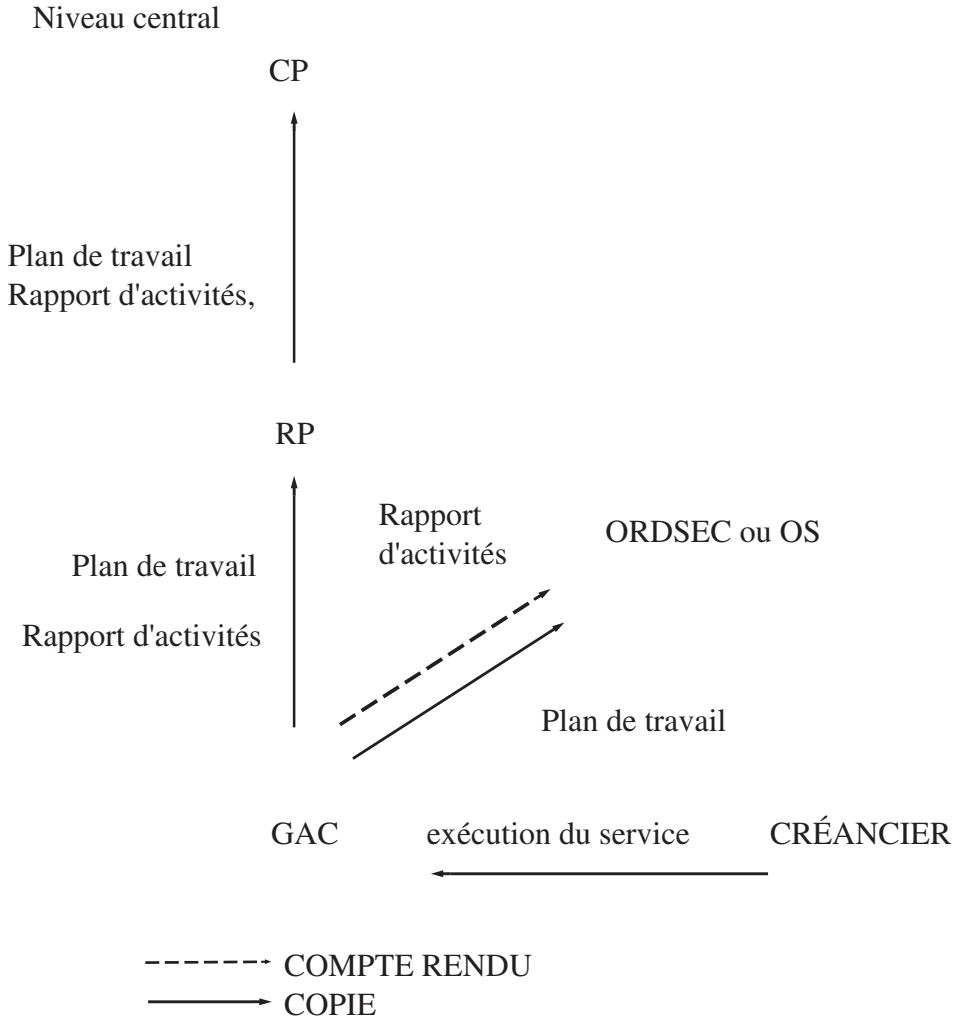 Niveau central
CP
Plan de travail
Rapport d'activités,
RP
Rapport
d'activités
ORDSEC ou OS
Plan de travail
Rapport d'activités
Plan de travail
GAC
exécution du service
CRÉANCIER
COMPTE RENDU
COPIE